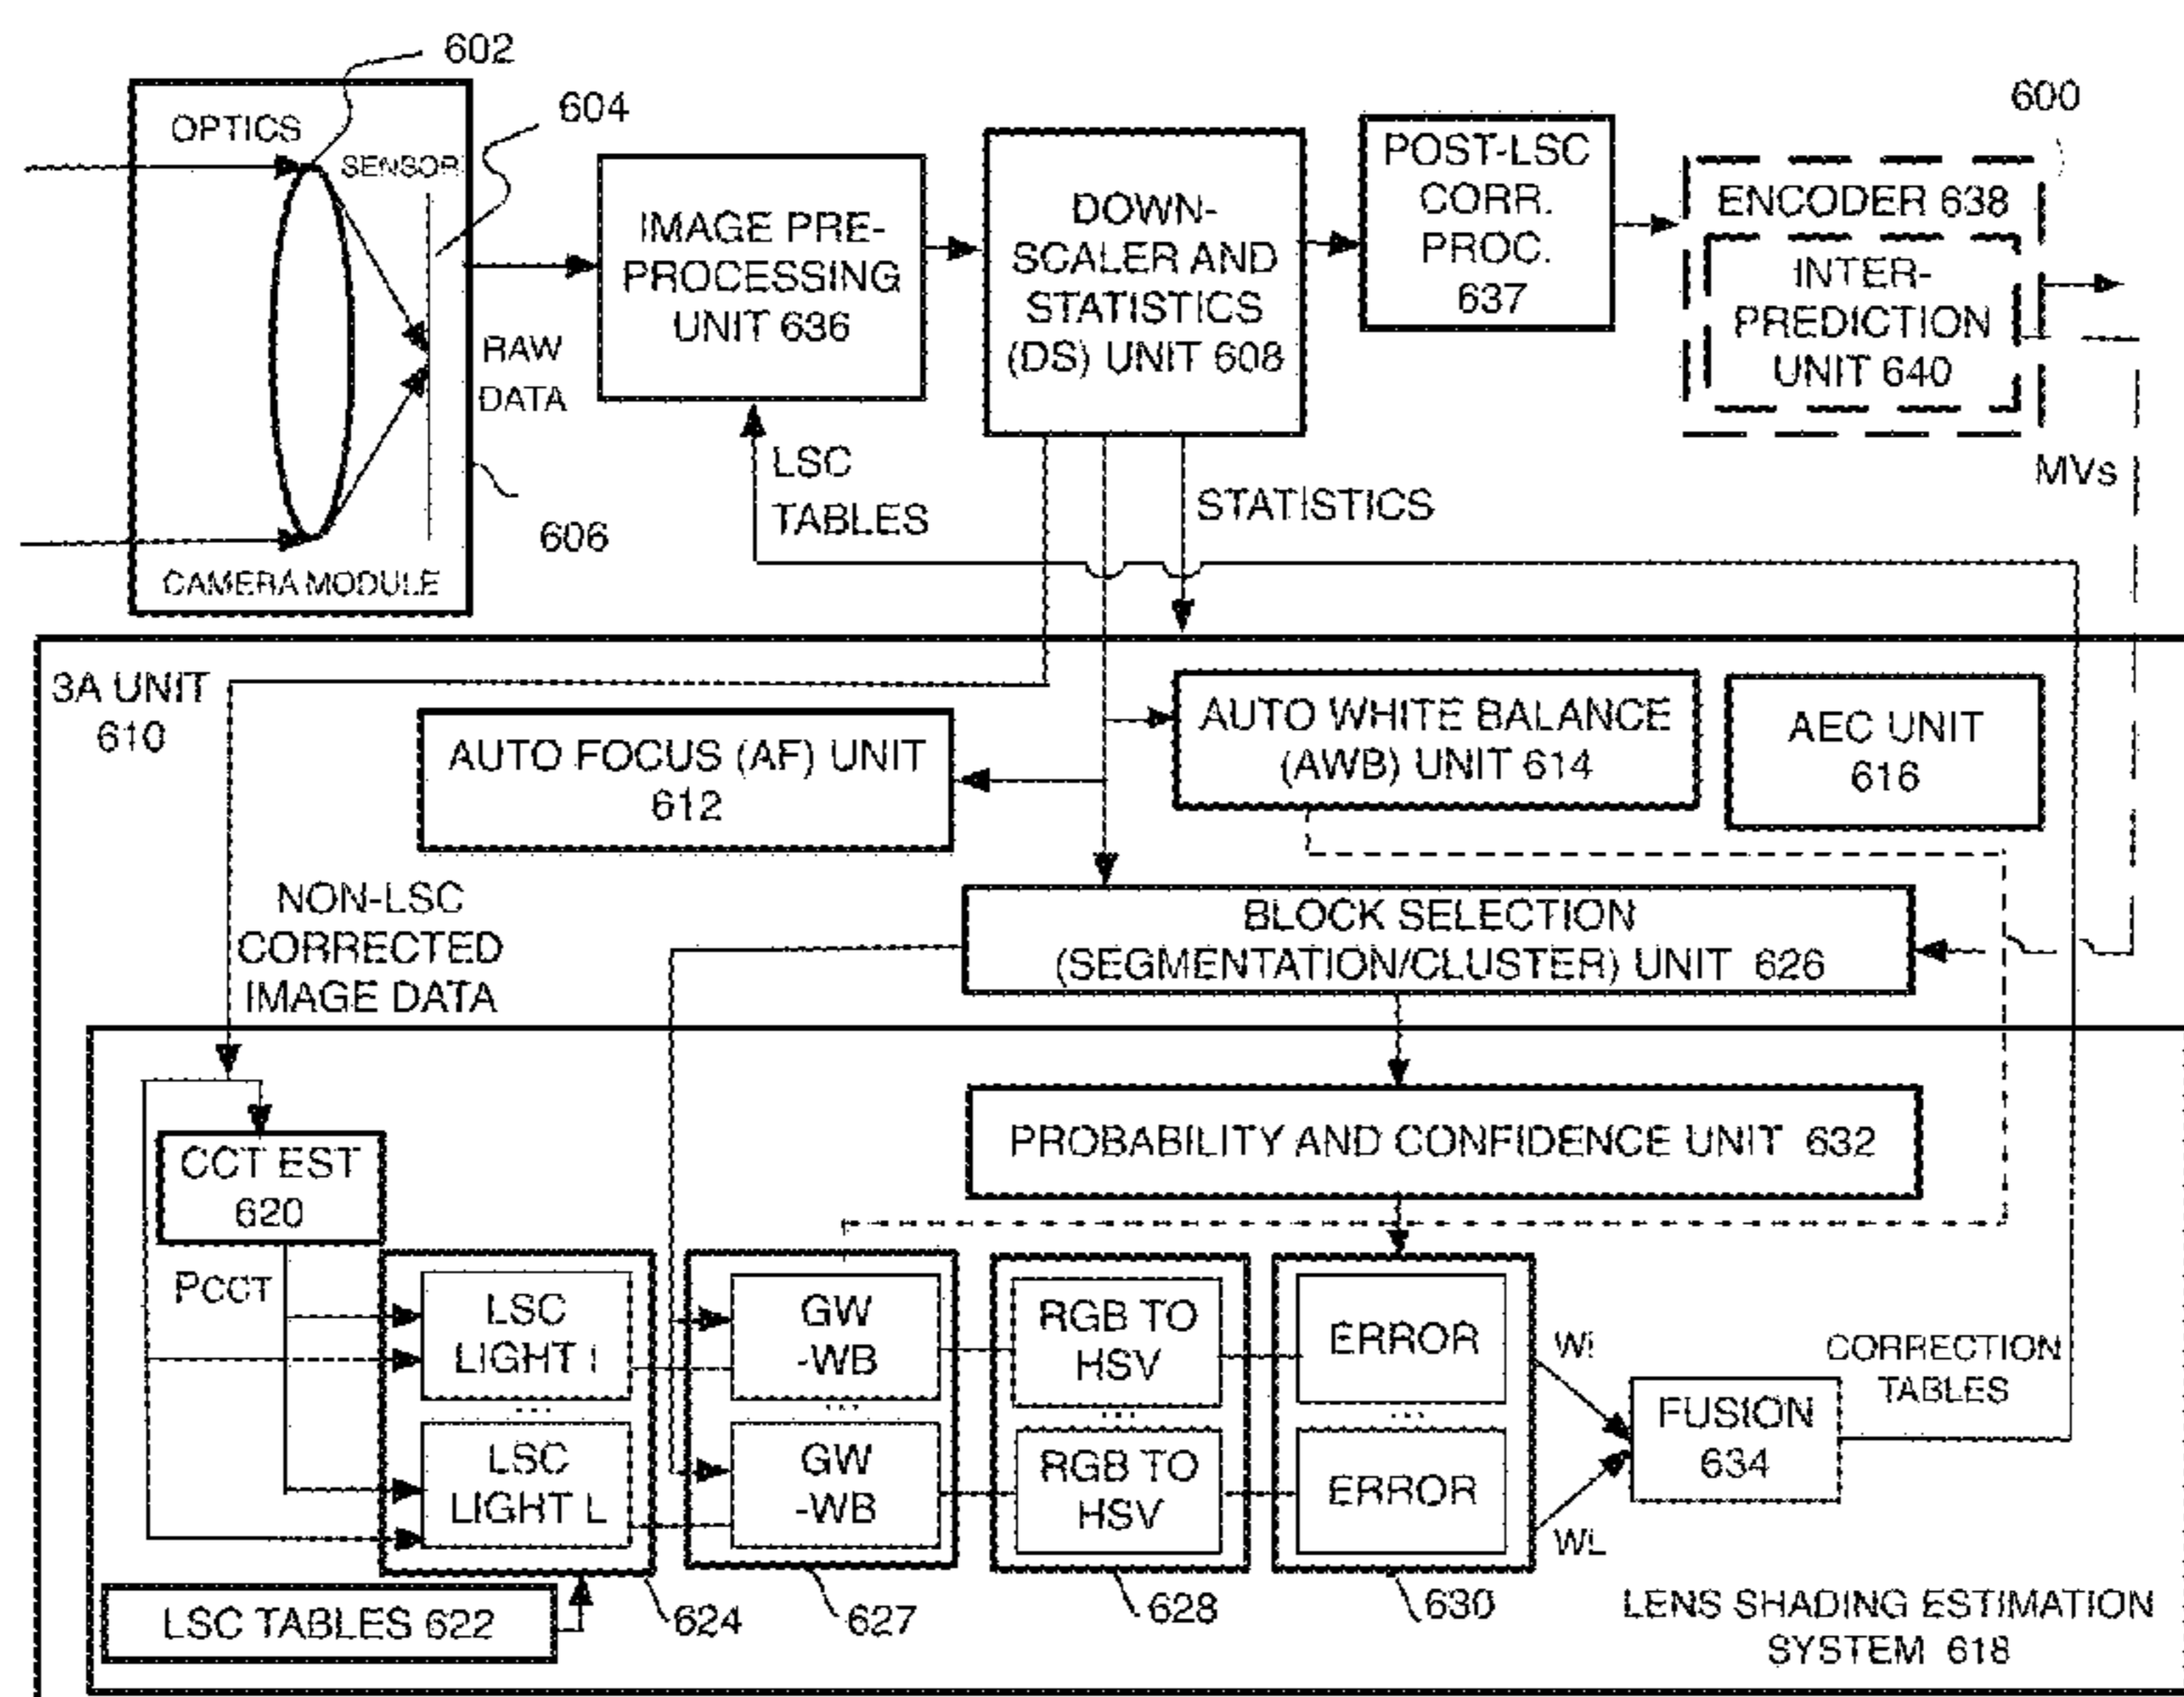 602
600
604
OPTICS
SENSOR
IMAGE PRE-
PROCESSING
UNIT 636
DOWN-
SCALER AND
STATISTICS
(DS) UNIT 608
POST-LSC
CORR.
PROC.
637
ENCODER 638
INTER-
PREDICTION
UNIT 640
RAW
DATA
606
CAMERA MODULE
LSC
TABLES
STATISTICS
MVs
3A UNIT
610
AUTO FOCUS (AF) UNIT
612
AUTO WHITE BALANCE
(AWB) UNIT 614
AEC UNIT
616
NON-LSC
CORRECTED
IMAGE DATA
BLOCK SELECTION
(SEGMENTATION/CLUSTER) UNIT 626
PROBABILITY AND CONFIDENCE UNIT 632
CCT EST
620
PCCT
LSC
LIGHT I
...
LSC
LIGHT L
GW
-WB
...
GW
-WB
RGB TO
HSV
...
RGB TO
HSV
ERROR
...
ERROR
Wi
WL
FUSION
634
CORRECTION
TABLES
LSC TABLES 622
624
627
628
630
LENS SHADING ESTIMATION
SYSTEM 618